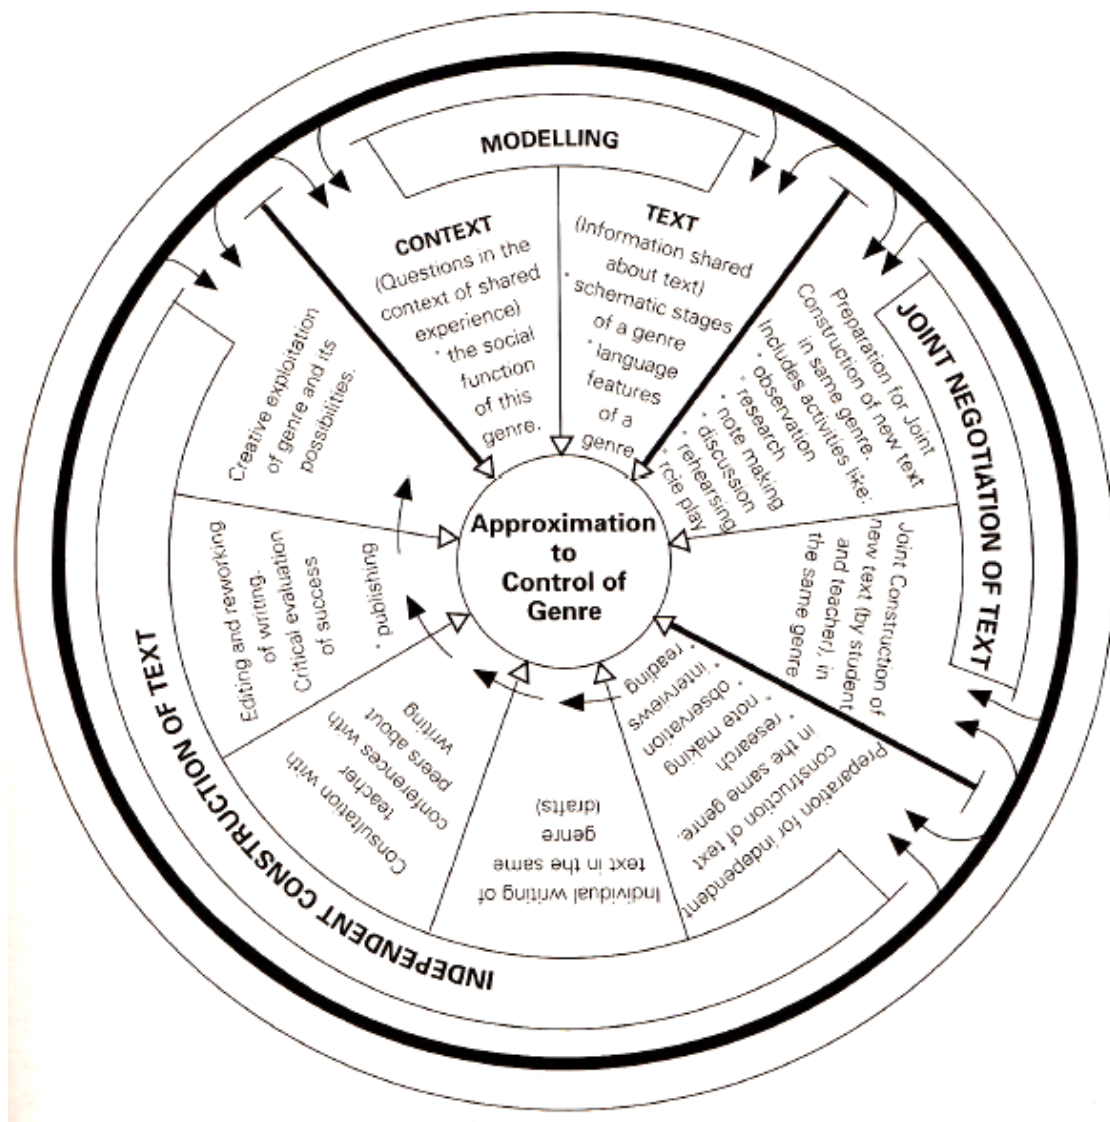 MODELLING
CONTEXT
(Questions in the
context of shared
experience)
* the social
function
of this
genre.
TEXT
(Information shared
about text)
* schematic stages
of a genre
* language
features
of a
genre
JOINT NEGOTIATION OF TEXT
Preparation for Joint
Construction of new text
in same genre.
Includes activities like:
* observation
* research
* note making
* discussion
* rehearsing
* role play
Joint Construction of
new text (by student
and teacher), in
the same genre
INDEPENDENT CONSTRUCTION OF TEXT
Preparation for independent
construction of text
in the same genre.
* research
* note making
* observation
* interviews
* reading
Individual writing of
text in the same
genre
(drafts)
Consultation with
teacher
conferences with
peers about
writing
Editing and reworking
of writing.
Critical evaluation
of success
* publishing
Creative exploitation
of genre and its
possibilities.
Approximation
to
Control of
Genre